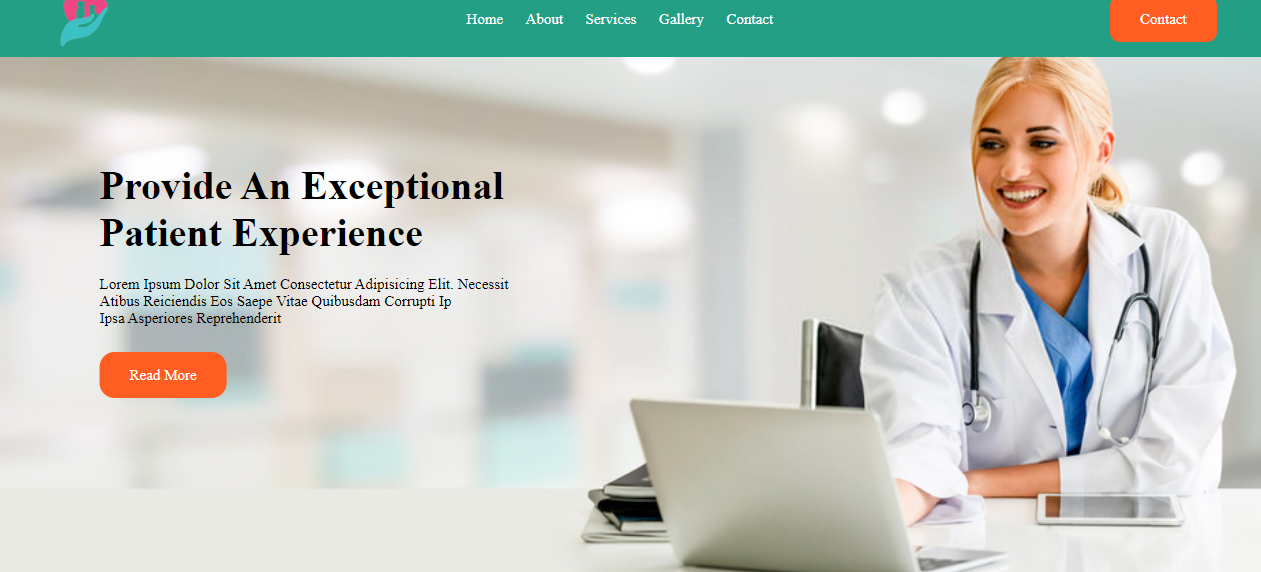 Home About Services Gallery Contact Contact
Provide An Exceptional
Patient Experience
Lorem Ipsum Dolor Sit Amet Consectetur Adipisicing Elit. Necessit
Atibus Reiciendis Eos Saepe Vitae Quibusdam Corrupti Ip
Ipsa Asperiores Reprehenderit
Read More